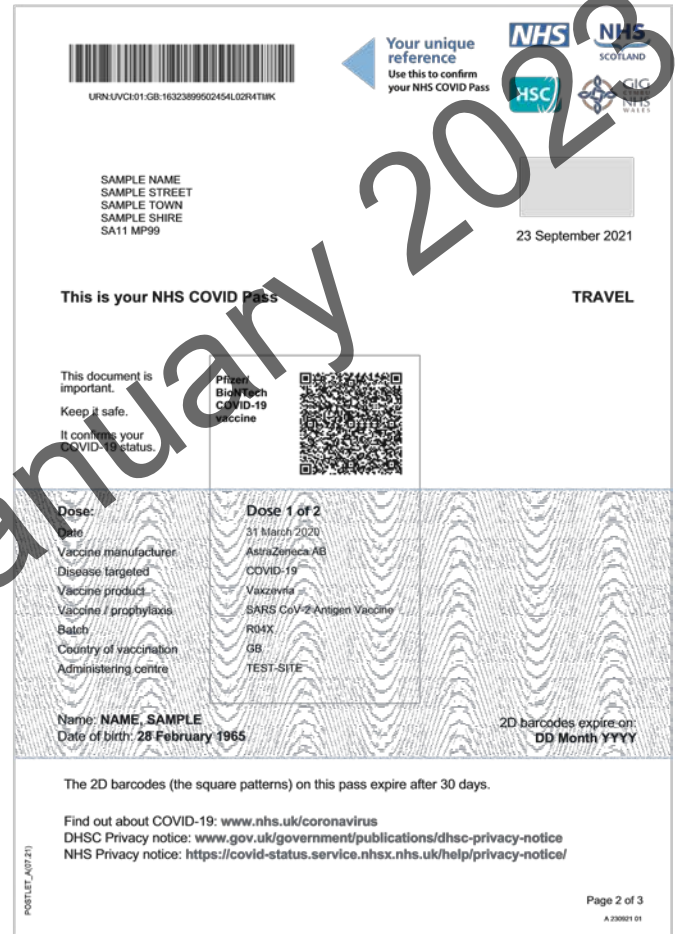 Your unique
reference
Use this to confirm
your NHS COVID Pass
NHS
NHS
SCOTLAND
HSC
GIG
CYMRU
NHS
WALES
URN:UVCI:01:GB:16323899502454L02R4TI#K
SAMPLE NAME
SAMPLE STREET
SAMPLE TOWN
SAMPLE SHIRE
SA11 MP99
23 September 2021
This is your NHS COVID Pass
TRAVEL
This document is
important.
Keep it safe.
It confirms your
COVID-19 status.
Pfizer/
BioNTech
COVID-19
vaccine
Dose: Dose 1 of 2
Date 31 March 2020
Vaccine manufacturer AstraZeneca AB
Disease targeted COVID-19
Vaccine product Vaxzevria
Vaccine / prophylaxis SARS CoV-2 Antigen Vaccine
Batch R04X
Country of vaccination GB
Administering centre TEST-SITE
Name: NAME, SAMPLE
Date of birth: 28 February 1965
2D barcodes expire on:
DD Month YYYY
The 2D barcodes (the square patterns) on this pass expire after 30 days.
Find out about COVID-19: www.nhs.uk/coronavirus
DHSC Privacy notice: www.gov.uk/government/publications/dhsc-privacy-notice
NHS Privacy notice: https://covid-status.service.nhsx.nhs.uk/help/privacy-notice/
POSTLET_A(07.21)
Page 2 of 3
A 230921 01
anuary 2023